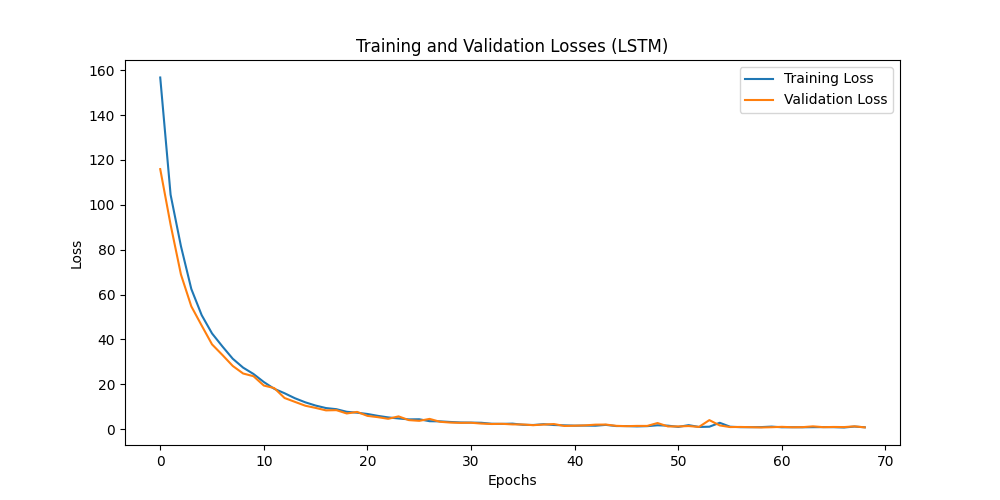 Training and Validation Losses (LSTM)
Training Loss
Validation Loss
160
140
120
100
80
60
40
20
0
Loss
0 10 20 30 40 50 60 70
Epochs